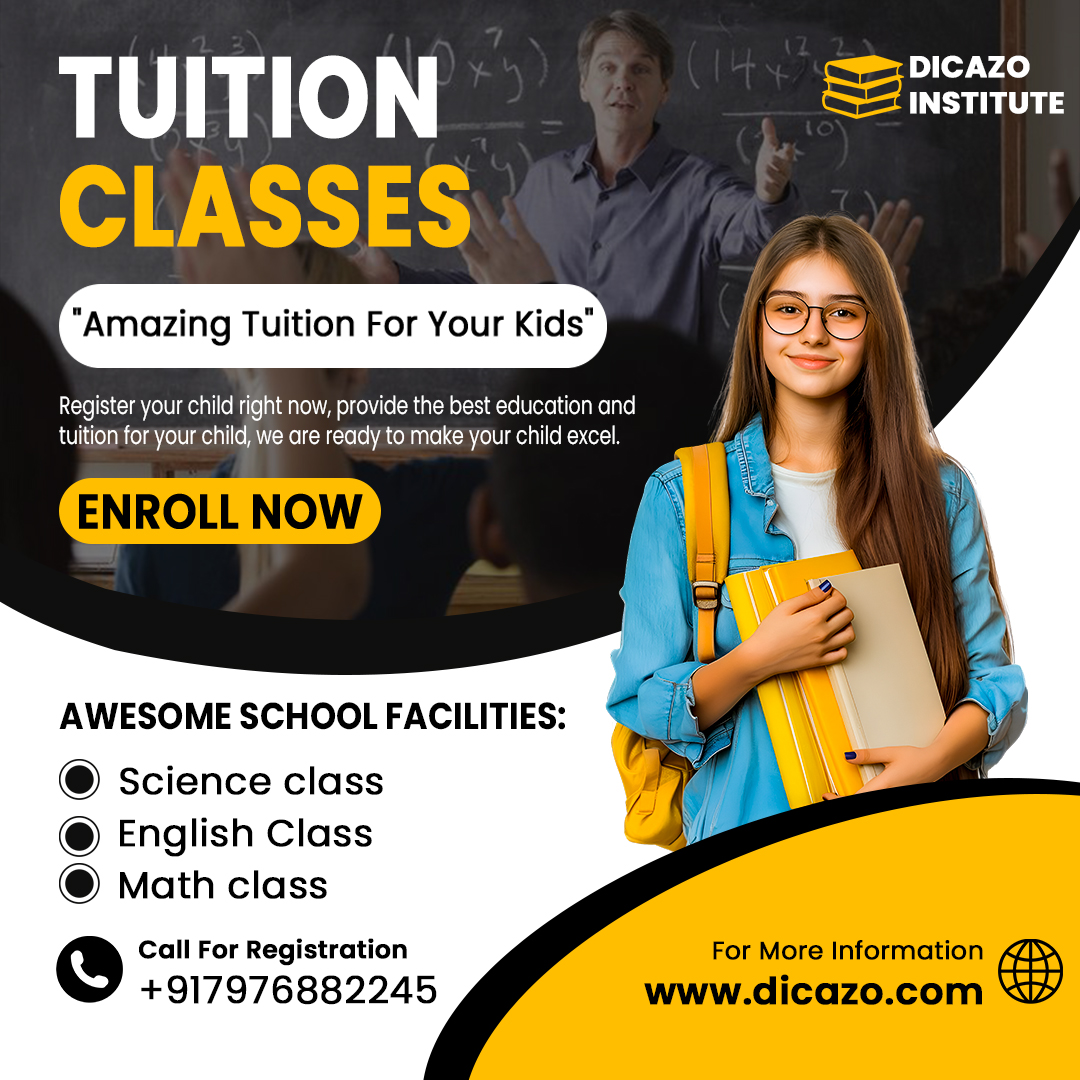 TUITION
CLASSES
DICAZO
INSTITUTE
"Amazing Tuition For Your Kids"
Register your child right now, provide the best education and
tuition for your child, we are ready to make your child excel.
ENROLL NOW
AWESOME SCHOOL FACILITIES:
Science class
English Class
Math class
Call For Registration
+917976882245
For More Information
www.dicazo.com